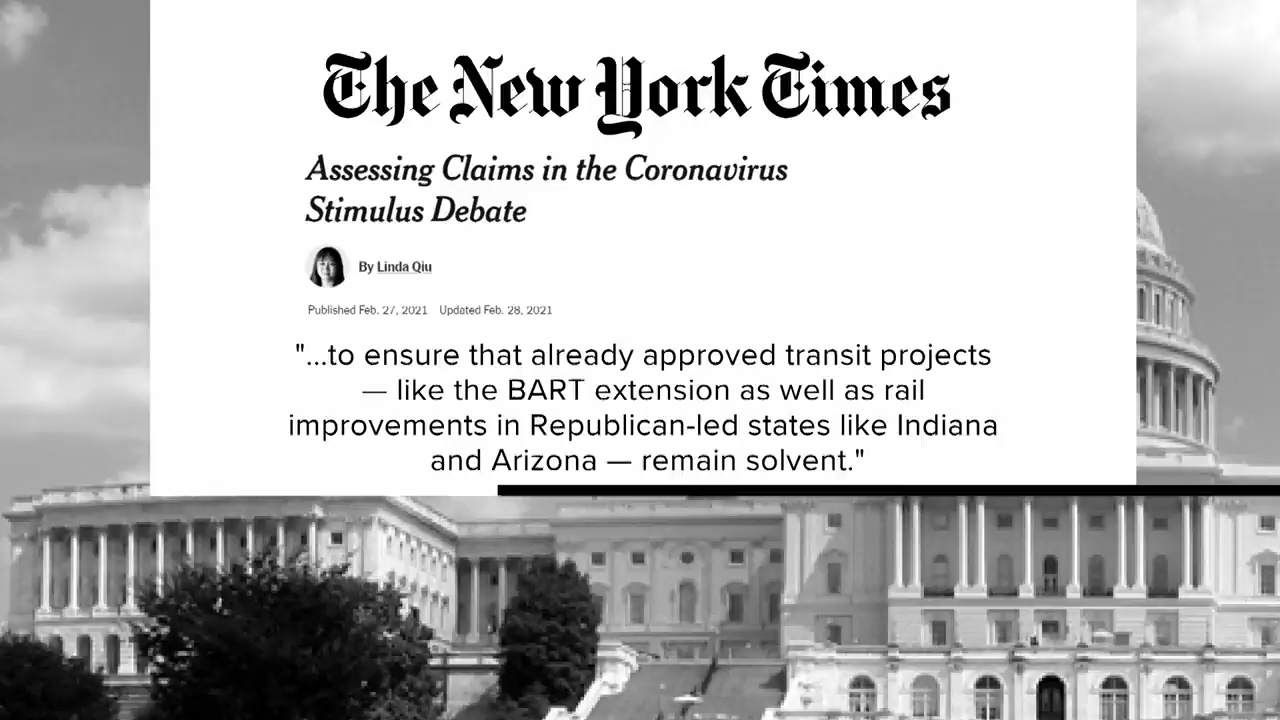 The New York Times
Assessing Claims in the Coronavirus
Stimulus Debate
By Linda Qiu
Published Feb. 27, 2021 Updated Feb. 28, 2021
"...to ensure that already approved transit projects
— like the BART extension as well as rail
improvements in Republican-led states like Indiana
and Arizona — remain solvent."